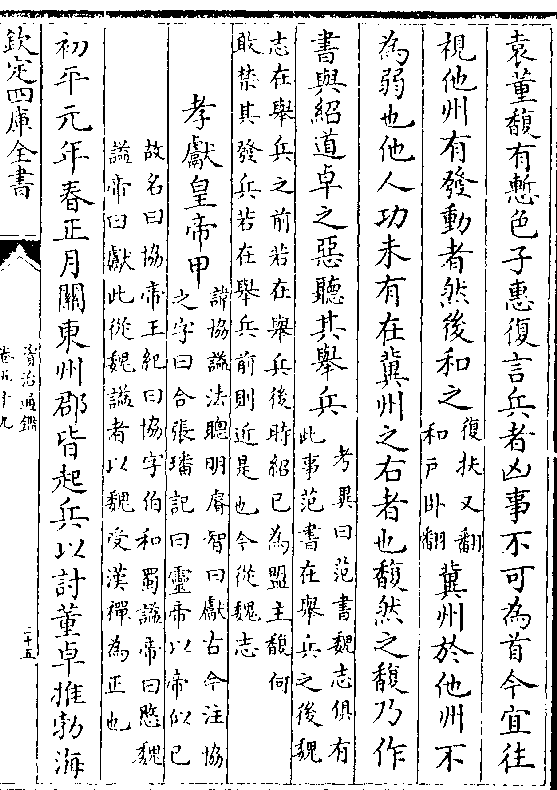 袁董馥有慙色子惠復言兵者凶事不可為首今宜往
視他州有發動者然後和之復扶又翻和戸卧翻冀州於他州不
為弱也他人功未有在冀州之右者也馥然之馥乃作
書與紹道卓之惡聽其舉兵考異曰范書魏志俱有此事范書在舉兵之後魏
志在舉兵之前若在舉兵後時紹已為盟主馥何
敢禁其發兵若在舉兵前則近是也今從魏志
孝獻皇帝甲諱協諡法聰明睿智曰獻古今注協之字曰合張璠記曰靈帝以帝似己
故名曰協帝王紀曰協字伯和蜀諡帝曰愍魏
諡帝曰獻此從魏諡者以魏受漢禪為正也
初平元年春正月關東州郡皆起兵以討董卓推勃海
欽定四庫全書
資治通鑑
卷五十九
二十五